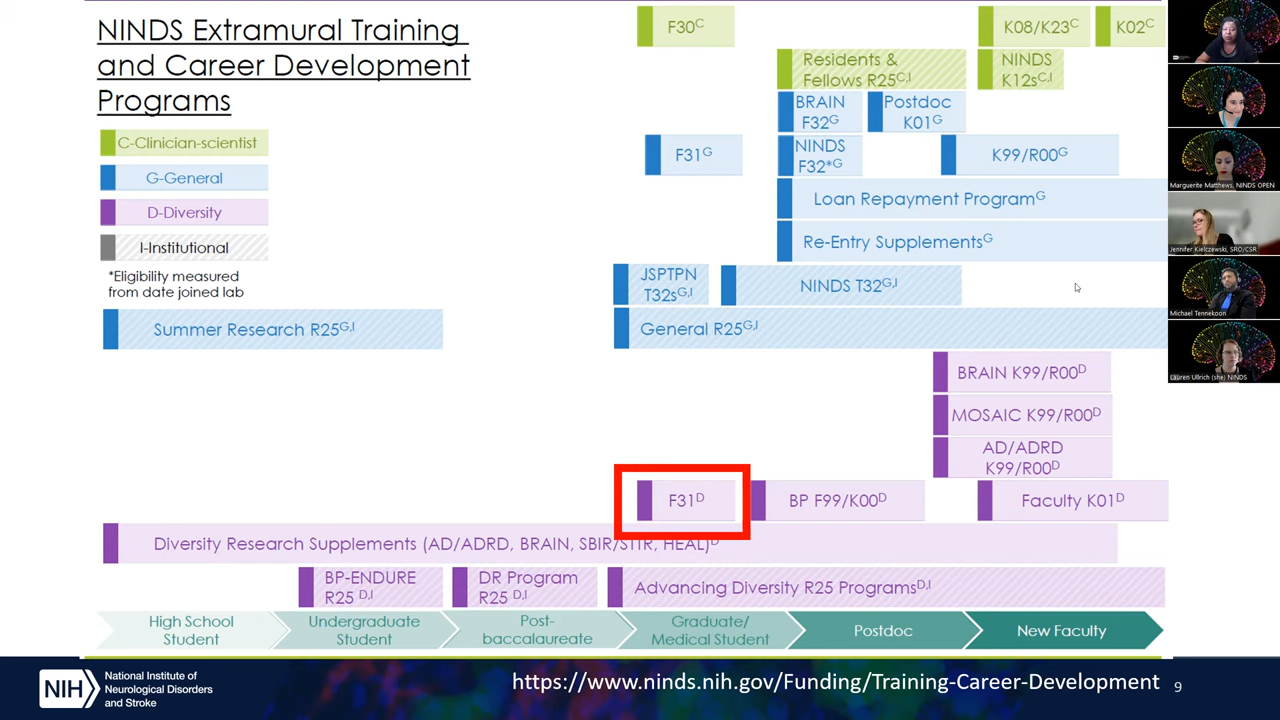 NINDS Extramural Training
and Career Development
Programs
C-Clinician-scientist
G-General
D-Diversity
I-Institutional
*Eligibility measured
from date joined lab
F30C
K08/K23C
K02C
Residents &
Fellows R25C,I
NINDS
K12sC,I
BRAIN
F32G
Postdoc
K01G
F31G
NINDS
F32*G
K99/R00G
Loan Repayment ProgramG
Re-Entry SupplementsG
JSPTPN
T32sG,I
NINDS T32G,I
Summer Research R25G,I
General R25G,I
BRAIN K99/R00D
MOSAIC K99/R00D
AD/ADRD
K99/R00D
F31D
BP F99/K00D
Faculty K01D
Diversity Research Supplements (AD/ADRD, BRAIN, SBIR/STTR, HEAL)D
BP-ENDURE
R25 D,I
DR Program
R25 D,I
Advancing Diversity R25 ProgramsD,I
High School
Student
Undergraduate
Student
Post-
baccalaureate
Graduate/
Medical Student
Postdoc
New Faculty
NIH
National Institute of
Neurological Disorders
and Stroke
https://www.ninds.nih.gov/Funding/Training-Career-Development
9
Marguerite Matthews, NINDS OPEN
Jennifer Kielczewski, SRO/CSR
Michael Tennekoon
Lauren Ullrich (she) NINDS